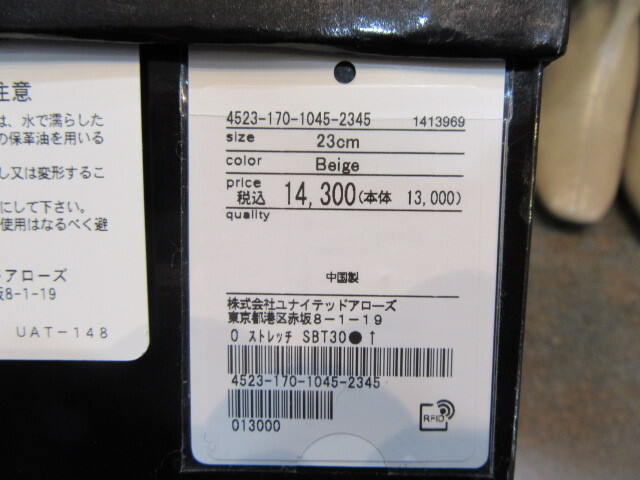 注意
は、水で濡らした
の保革油を用いる
し又は変形するこ
にして下さい。
使用はなるべく避
アローズ
坂8-1-19
UAT-148
4523-170-1045-2345 1413969
size 23cm
color Beige
price 税込 14,300(本体 13,000)
quality
中国製
株式会社ユナイテッドアローズ
東京都港区赤坂8-1-19
O ストレッチ SBT30●↑
4523-170-1045-2345
013000
RFID